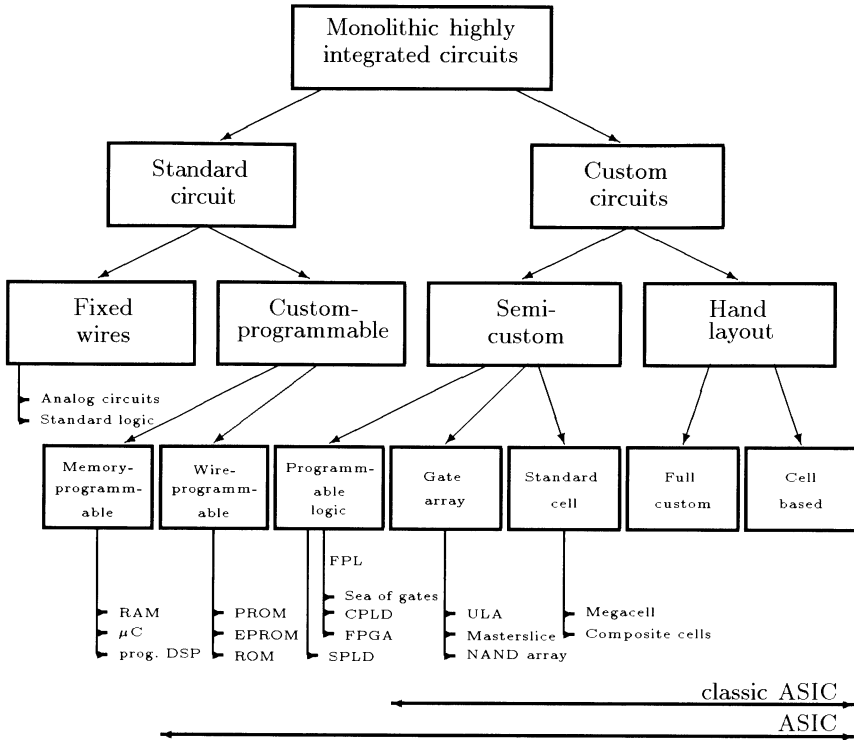 Monolithic highly
integrated circuits
Standard
circuit
Custom
circuits
Fixed
wires
Custom-
programmable
Semi-
custom
Hand
layout
Analog circuits
Standard logic
Memory-
programm-
able
Wire-
programm-
able
Programm-
able
logic
Gate
array
Standard
cell
Full
custom
Cell
based
RAM
µC
prog. DSP
PROM
EPROM
ROM
FPL
Sea of gates
CPLD
FPGA
SPLD
ULA
Masterslice
NAND array
Megacell
Composite cells
classic ASIC
ASIC